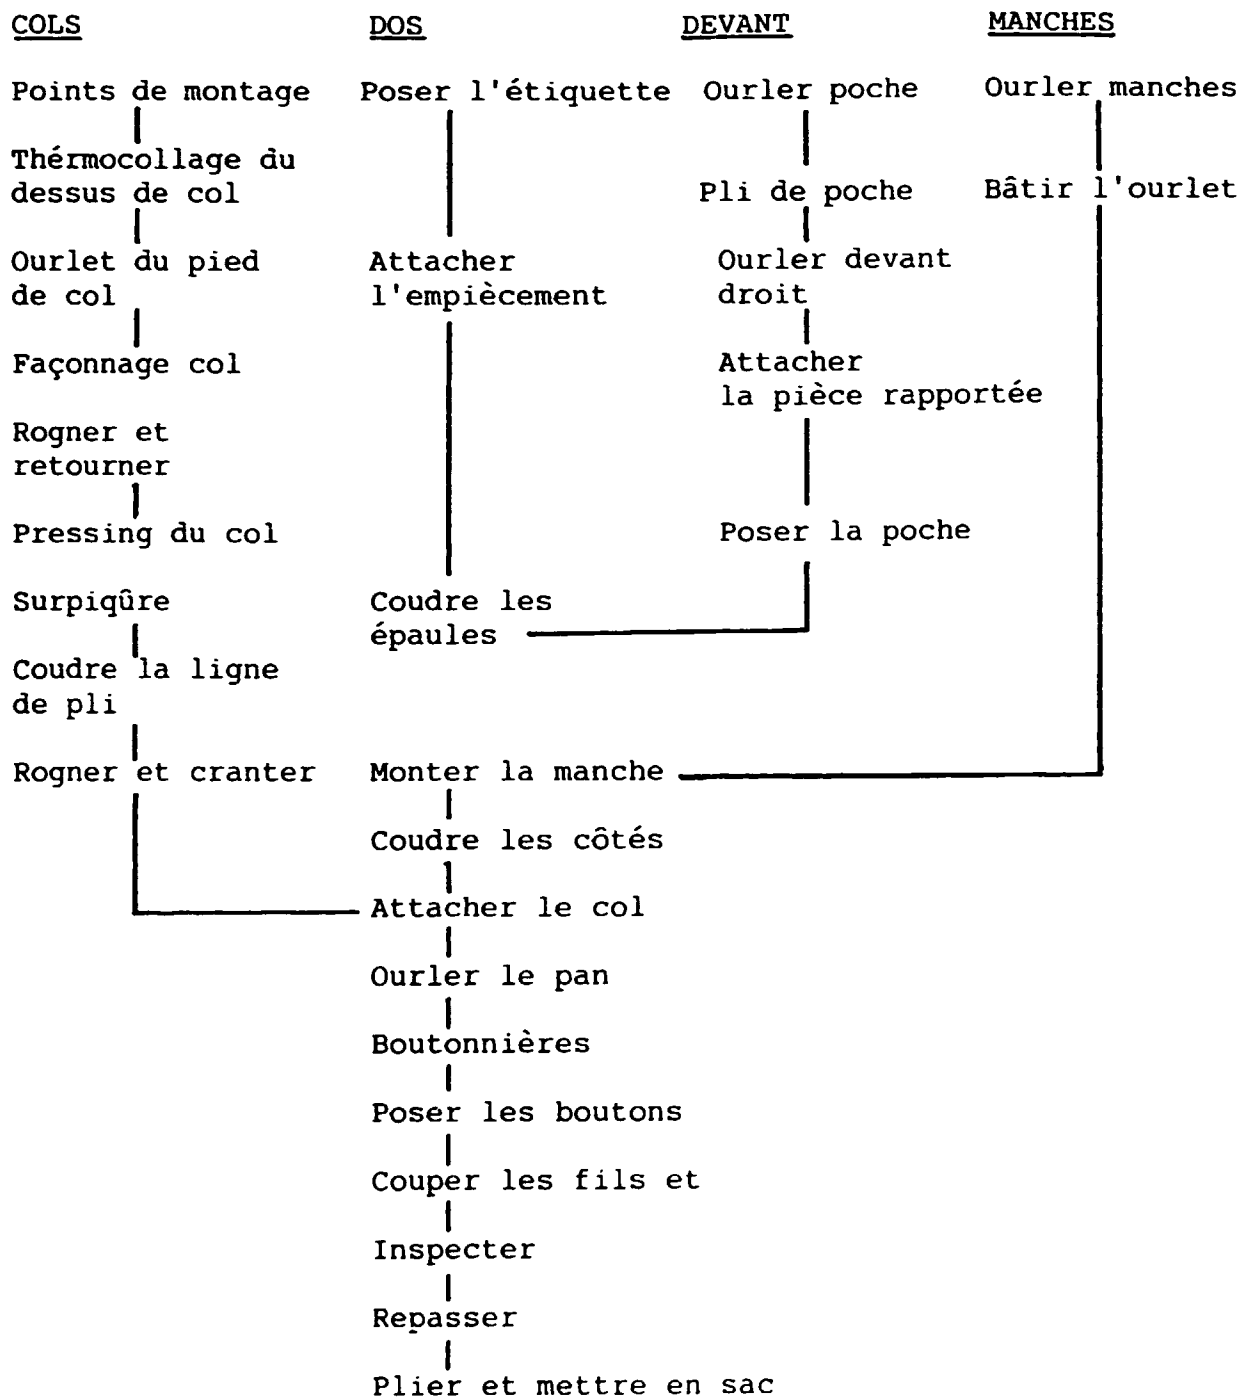 COLS
DOS
DEVANT
MANCHES
Points de montage
Poser l'étiquette
Ourler poche
Ourler manches
Thérmocollage du
dessus de col
Pli de poche
Bâtir l'ourlet
Ourlet du pied
de col
Attacher
l'empiècement
Ourler devant
droit
Façonnage col
Attacher
la pièce rapportée
Rogner et
retourner
Pressing du col
Poser la poche
Surpiqûre
Coudre les
épaules
Coudre la ligne
de pli
Rogner et cranter
Monter la manche
Coudre les côtés
Attacher le col
Ourler le pan
Boutonnières
Poser les boutons
Couper les fils et
Inspecter
Repasser
Plier et mettre en sac